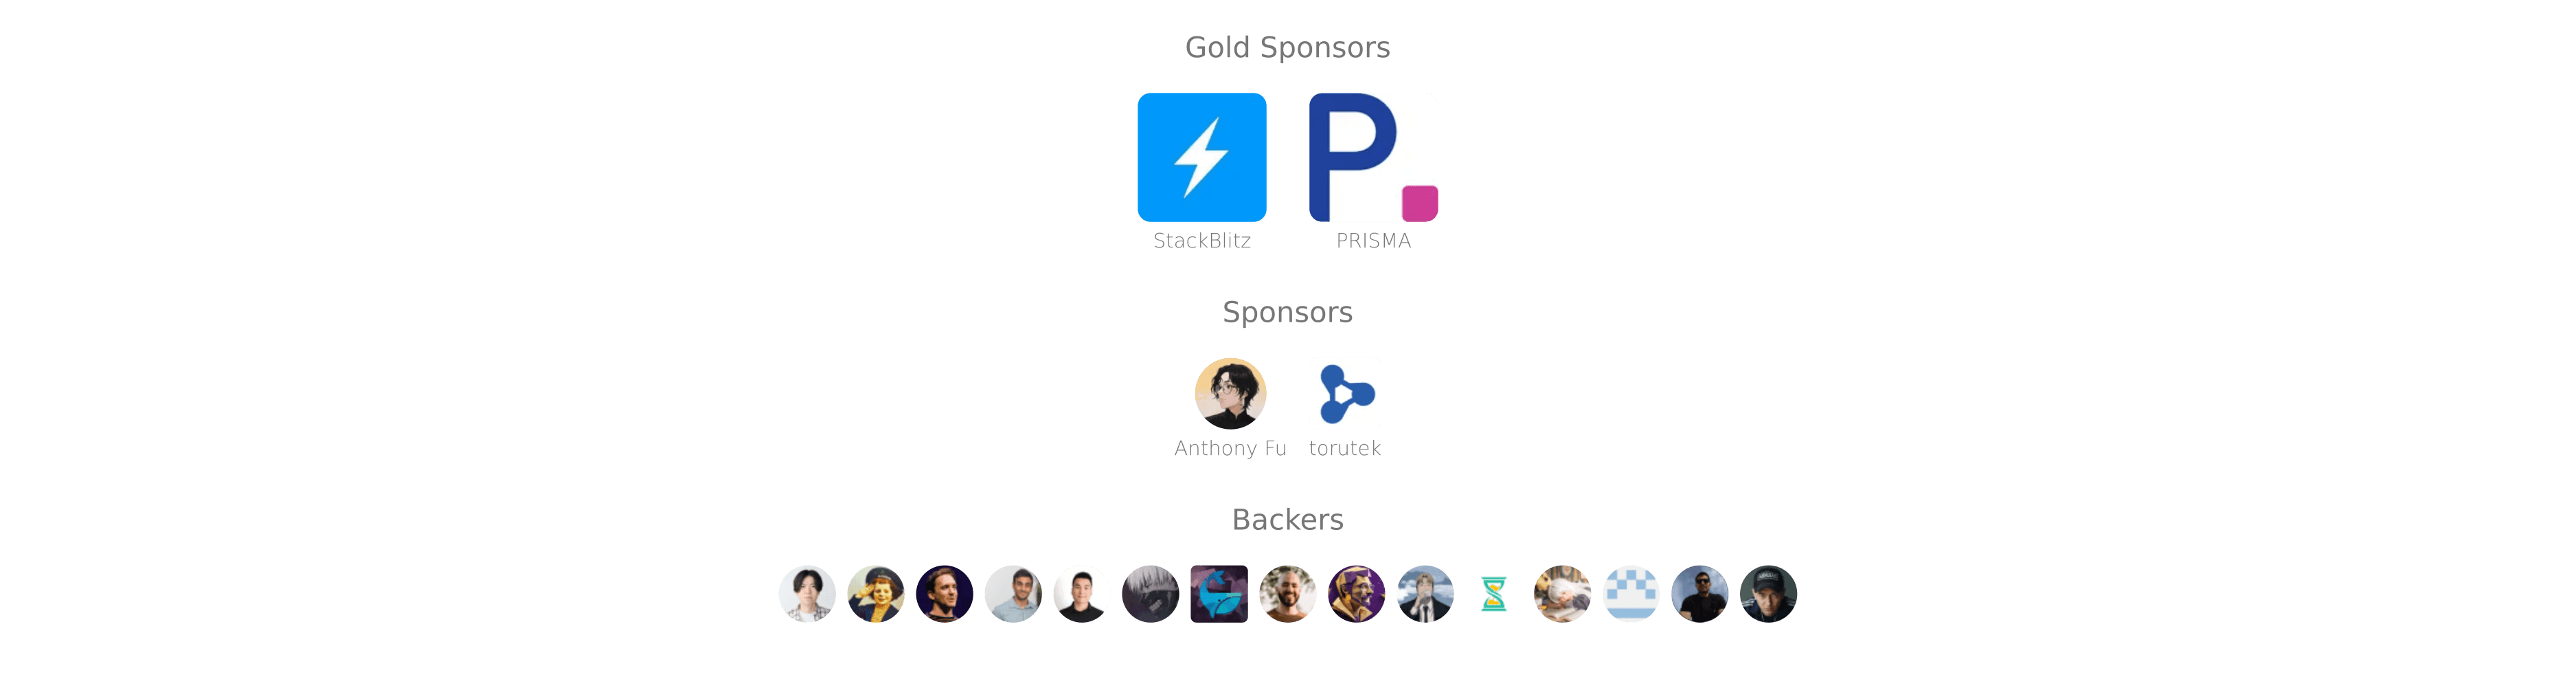 Gold Sponsors
P.
StackBlitz PRISMA
Sponsors
Anthony Fu torutek
Backers